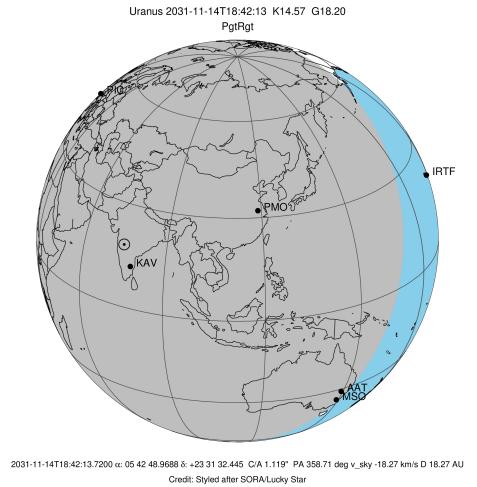 Uranus 2031-11-14T18:42:13 K14.57 G18.20
PgtRgt
PIC
IRTF
PMO
KAV
AAT
MSO
2031-11-14T18:42:13.7200 α: 05 42 48.9688 δ: +23 31 32.445 C/A 1.119" PA 358.71 deg v_sky -18.27 km/s D 18.27 AU
Credit: Styled after SORA/Lucky Star